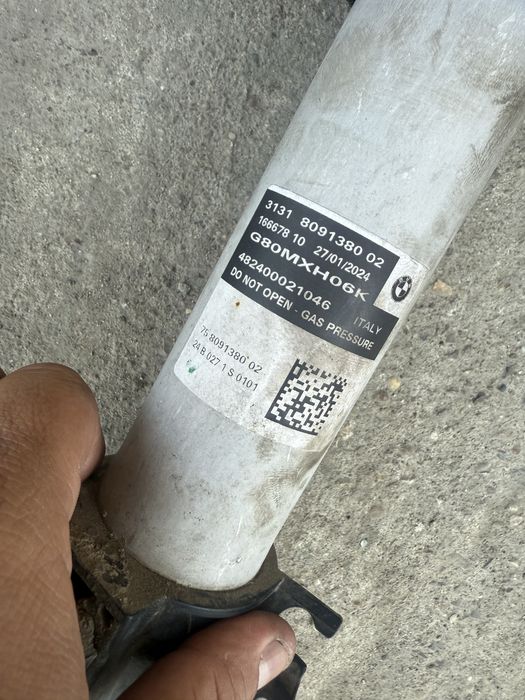 3131 8091380 02
166678 10 27/01/2024
G80MXH06K
482400021046 ITALY
DO NOT OPEN - GAS PRESSURE
75 8091380 02
24 B 027 1 S 0101